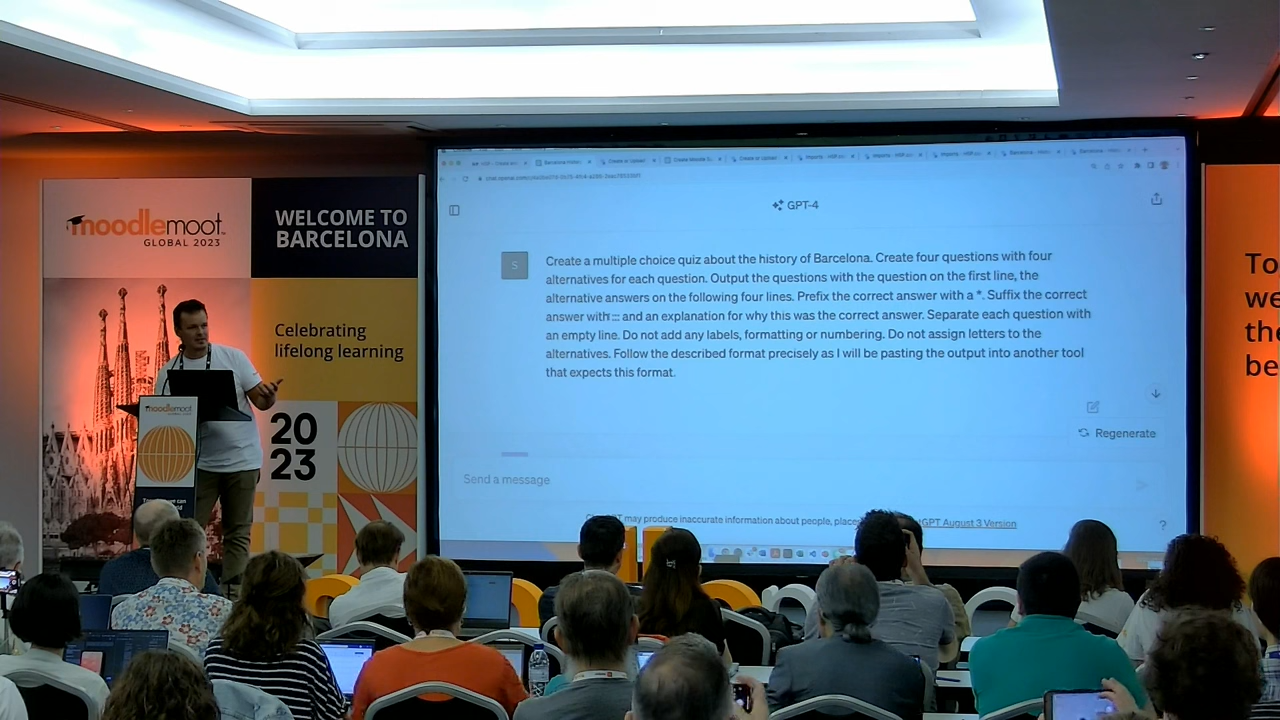 moodlemoot
GLOBAL 2023
WELCOME TO
BARCELONA
Celebrating
lifelong learning
20
23
moodlemoot
GPT-4
S
Create a multiple choice quiz about the history of Barcelona. Create four questions with four
alternatives for each question. Output the questions with the question on the first line, the
alternative answers on the following four lines. Prefix the correct answer with a *. Suffix the correct
answer with ::: and an explanation for why this was the correct answer. Separate each question with
an empty line. Do not add any labels, formatting or numbering. Do not assign letters to the
alternatives. Follow the described format precisely as I will be pasting the output into another tool
that expects this format.
Regenerate
Send a message
may produce inaccurate information about people,
GPT August 3 Version
?
To
we
the
be